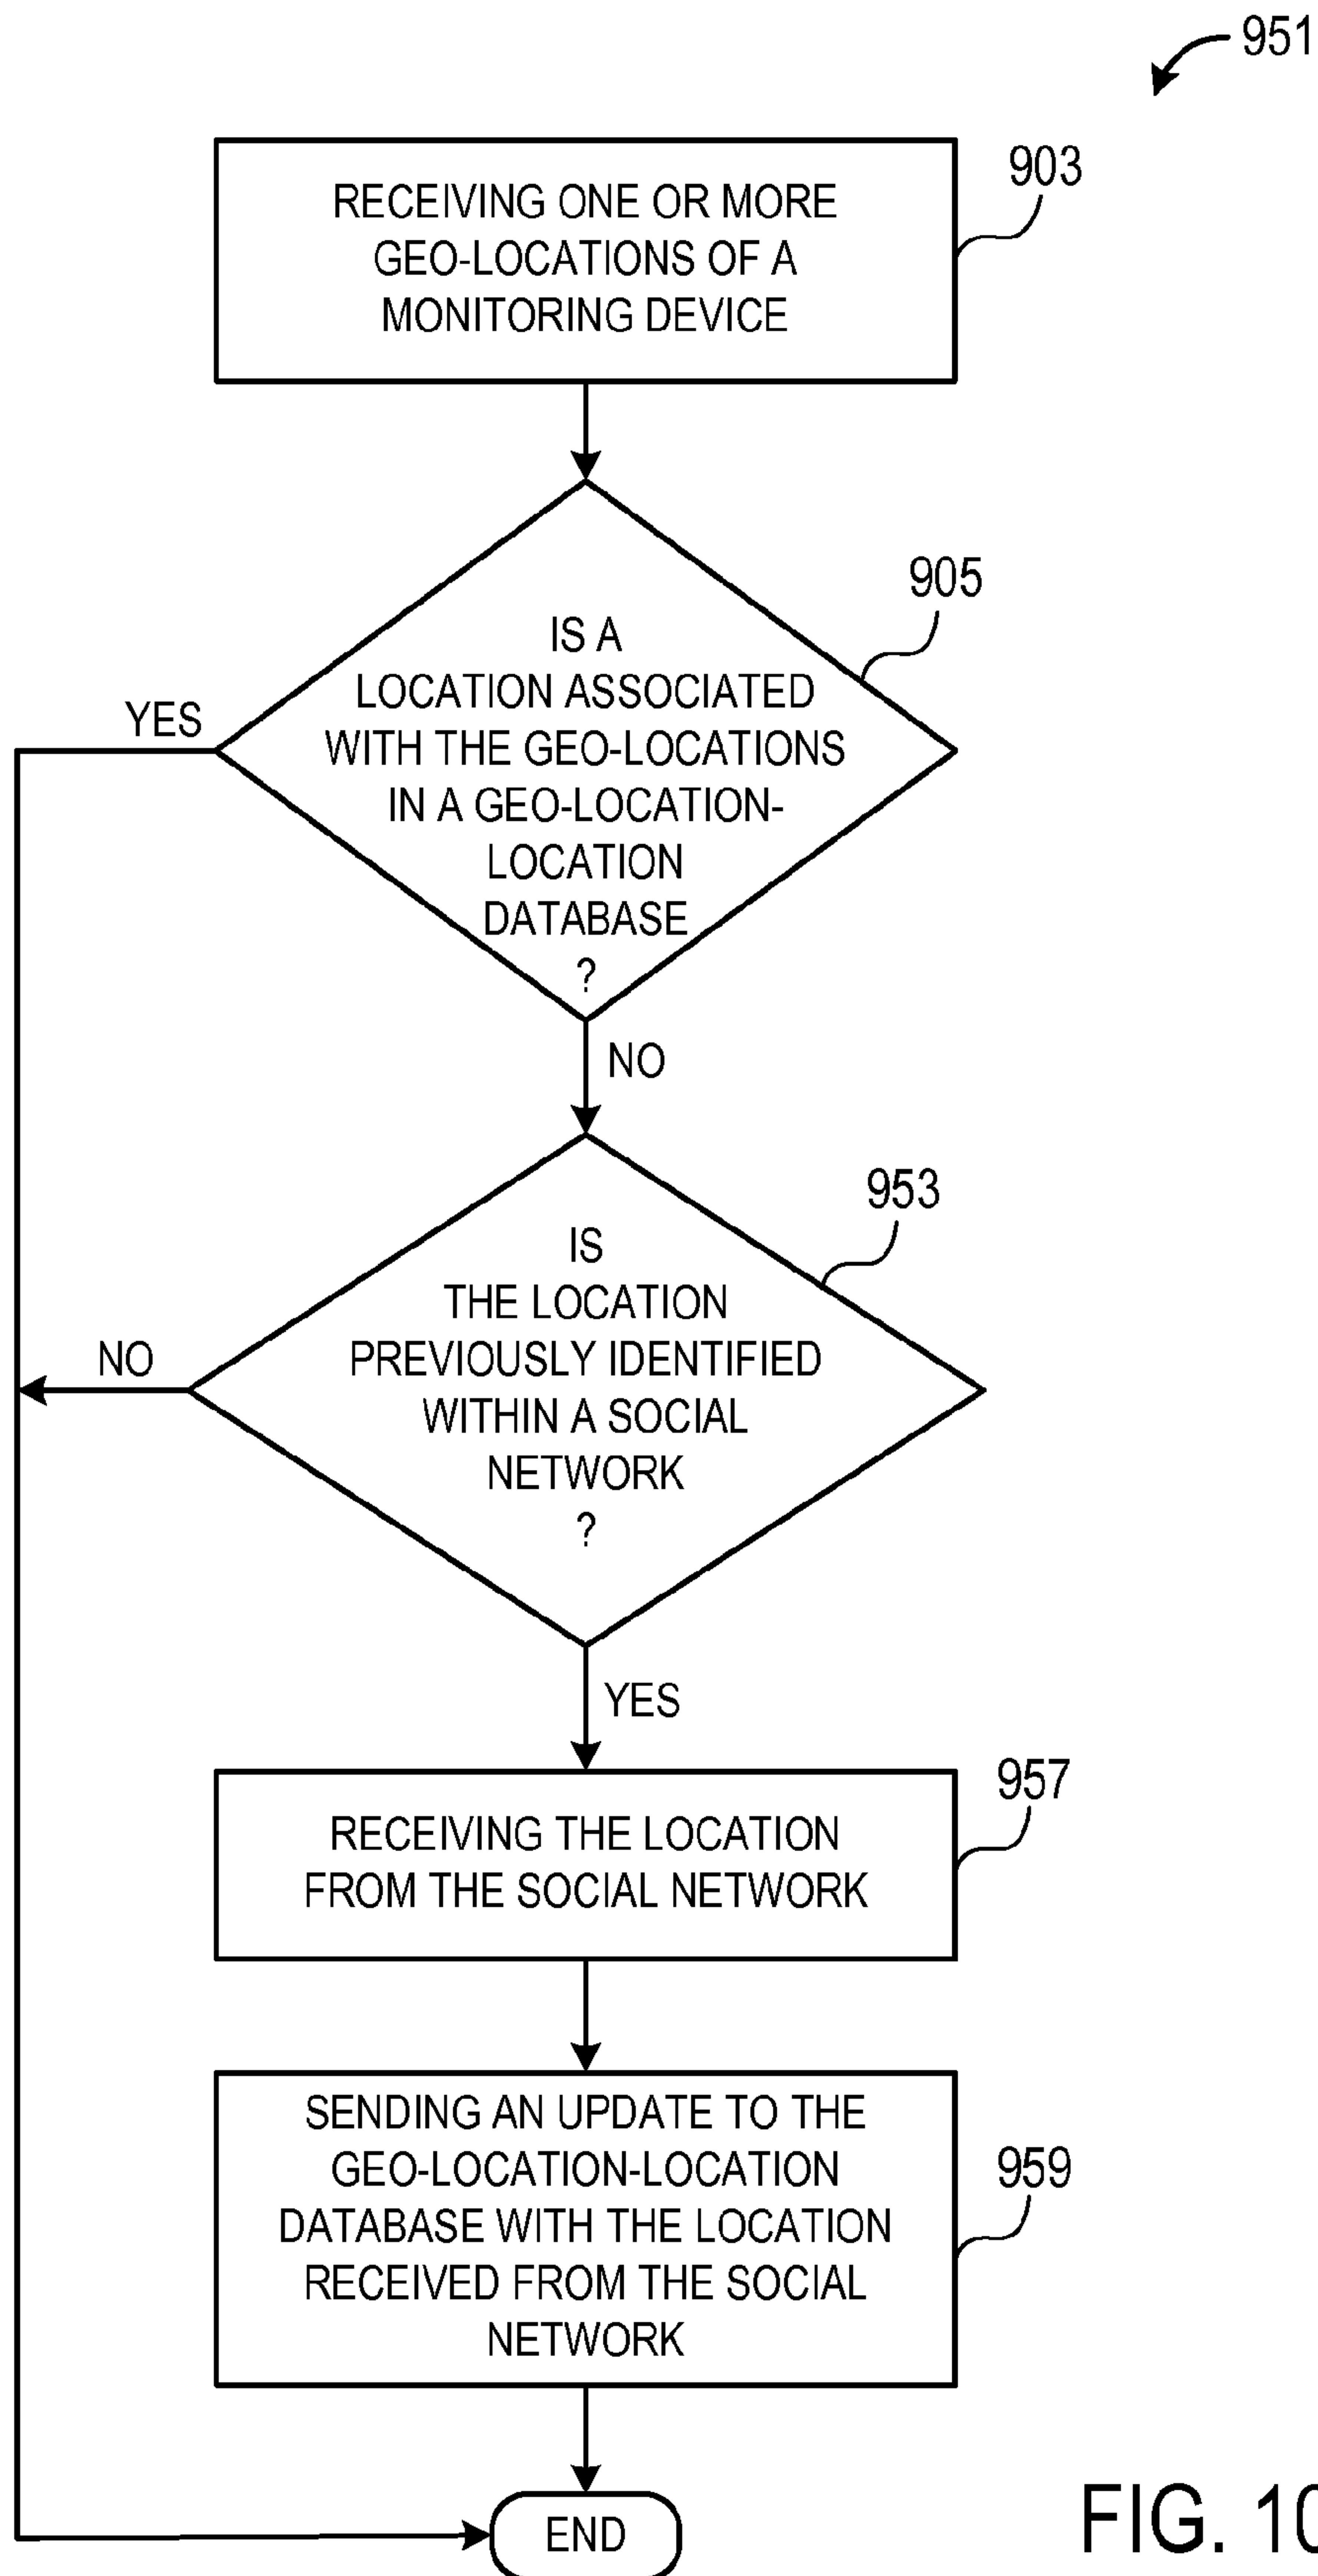 951
903
RECEIVING ONE OR MORE
GEO-LOCATIONS OF A
MONITORING DEVICE
905
IS A
LOCATION ASSOCIATED
WITH THE GEO-LOCATIONS
IN A GEO-LOCATION-
LOCATION
DATABASE
?
YES
NO
953
IS
THE LOCATION
PREVIOUSLY IDENTIFIED
WITHIN A SOCIAL
NETWORK
?
NO
YES
957
RECEIVING THE LOCATION
FROM THE SOCIAL NETWORK
959
SENDING AN UPDATE TO THE
GEO-LOCATION-LOCATION
DATABASE WITH THE LOCATION
RECEIVED FROM THE SOCIAL
NETWORK
END
FIG. 10